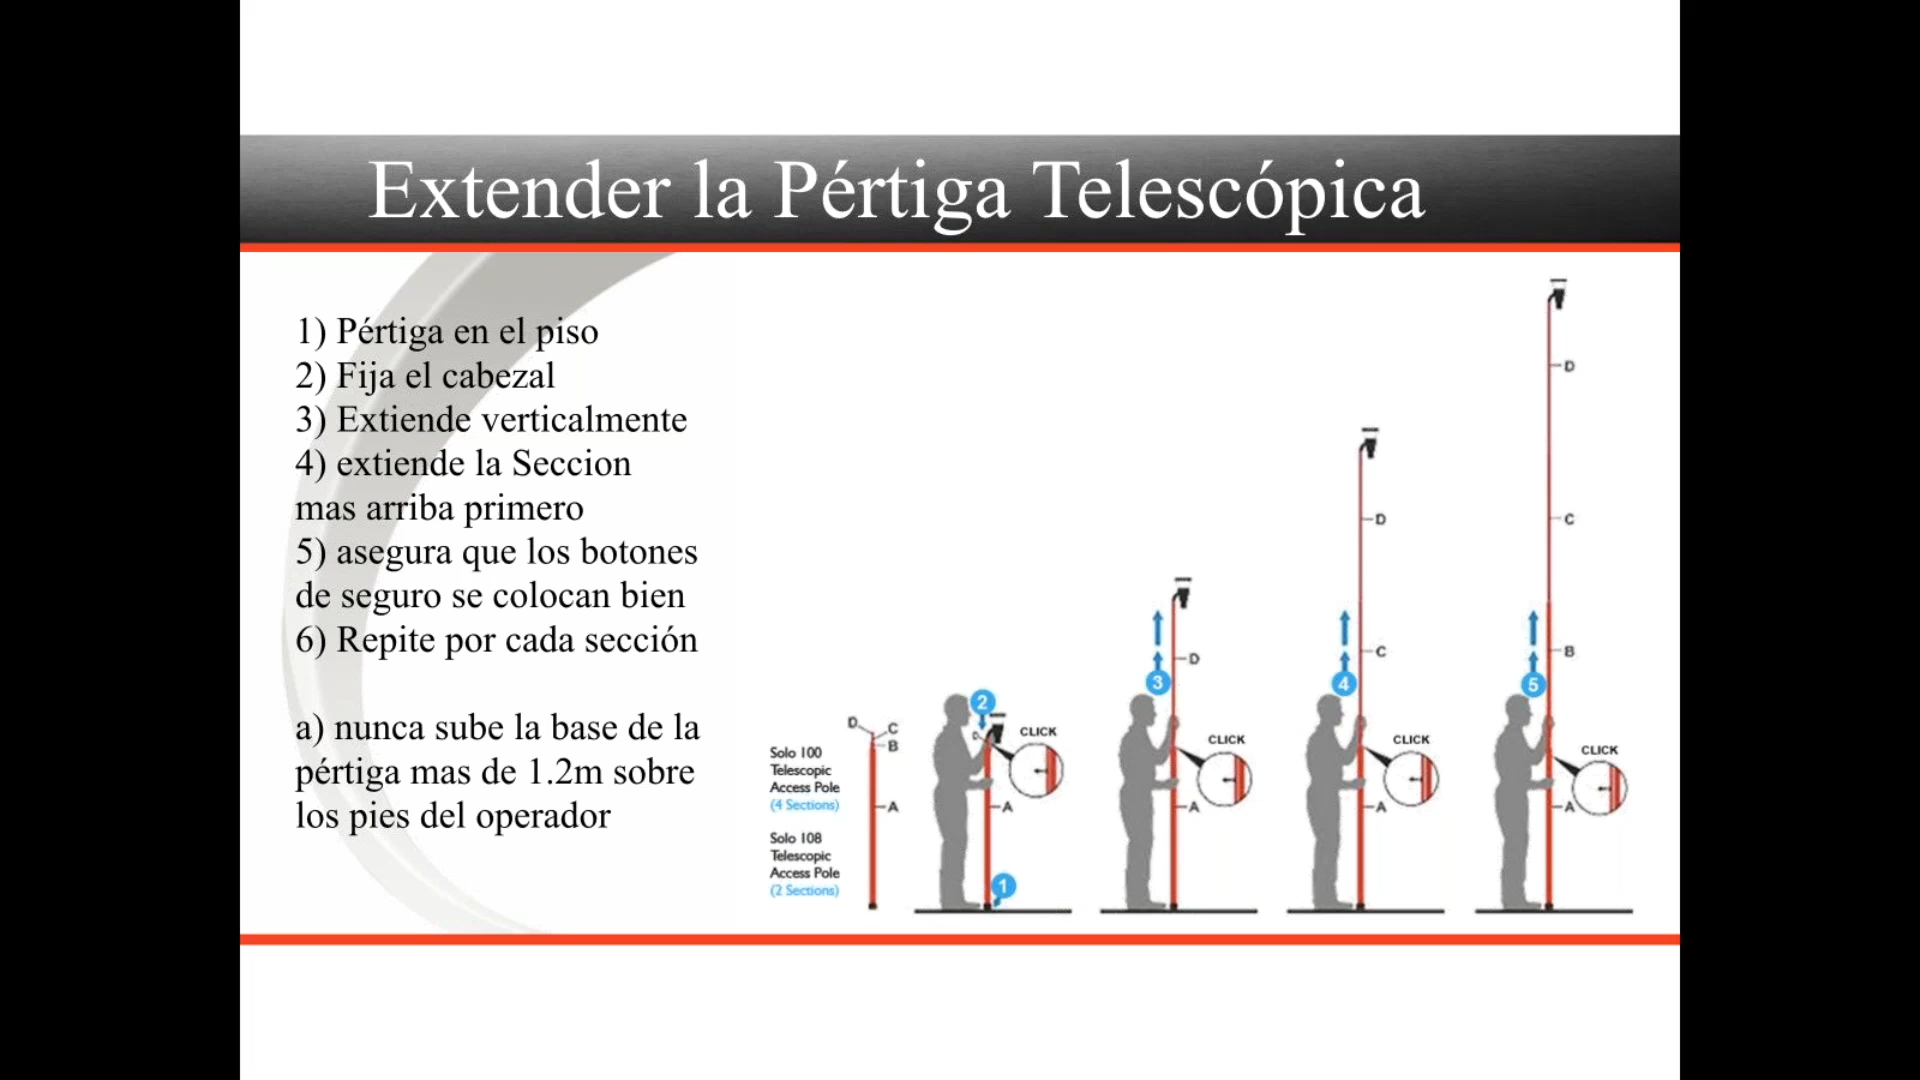 Extender la Pértiga Telescópica
1) Pértiga en el piso
2) Fija el cabezal
3) Extiende verticalmente
4) extiende la Seccion
mas arriba primero
5) asegura que los botones
de seguro se colocan bien
6) Repite por cada sección
a) nunca sube la base de la
pértiga mas de 1.2m sobre
los pies del operador
Solo 100
Telescopic
Access Pole
(4 Sections)
Solo 108
Telescopic
Access Pole
(2 Sections)
D
C
B
A
2
D
CLICK
A
1
3
D
CLICK
A
D
C
4
CLICK
A
D
C
B
5
CLICK
A